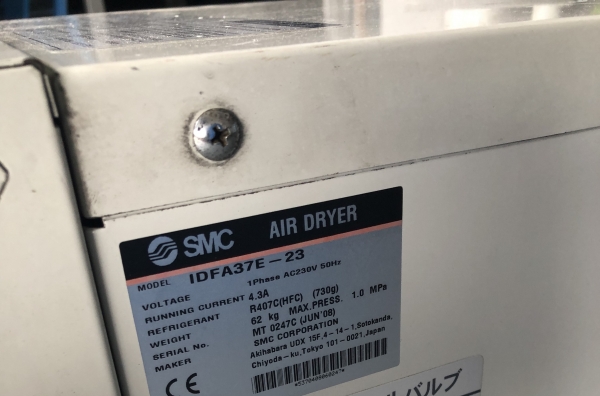 SMC AIR DRYER
MODEL IDFA37E-23
VOLTAGE 1Phase AC230V 50Hz
RUNNING CURRENT 4.3A
REFRIGERANT R407C(HFC) (730g)
WEIGHT 62 kg MAX.PRESS. 1.0 MPa
SERIAL No. MT 0247C (JUN'08)
MAKER SMC CORPORATION
Akihabara UDX 15F,4-14-1,Sotokanda,
Chiyoda-ku,Tokyo 101-0021,Japan
CE
バルブ